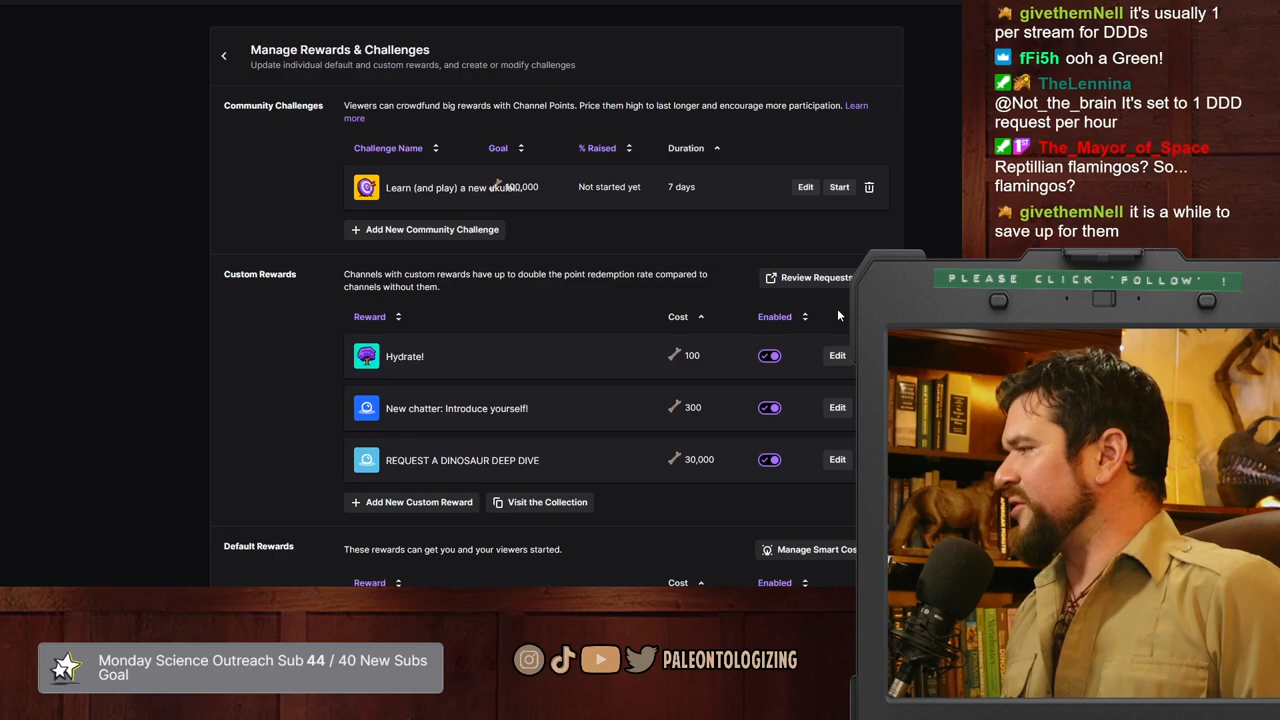 Manage Rewards & Challenges
Update individual default and custom rewards, and create or modify challenges
Community Challenges
Viewers can crowdfund big rewards with Channel Points. Price them high to last longer and encourage more participation. Learn
more
Challenge Name
Goal
% Raised
Duration
Learn (and play) a new
Not started yet
7 days
Edit
Start
+ Add New Community Challenge
Custom Rewards
Channels with custom rewards have up to double the point redemption rate compared to
channels without them.
Review Requests
Reward
Cost
Enabled
Hydrate!
100
Edit
New chatter: Introduce yourself!
300
Edit
REQUEST A DINOSAUR DEEP DIVE
30,000
Edit
+ Add New Custom Reward
Visit the Collection
Default Rewards
These rewards can get you and your viewers started.
Manage Smart Cos
Reward
Cost
Enabled
givethemNell it's usually 1
per stream for DDDs
fFi5h ooh a Green!
TheLennina
@Not_the_brain It's set to 1 DDD
request per hour
1ST The_Mayor_of_Space
Reptillian flamingos? So...
flamingos?
givethemNell it is a while to
save up for them
PLEASE CLICK 'FOLLOW' !
Monday Science Outreach Sub 44 / 40 New Subs
Goal
PALEONTOLOGIZING